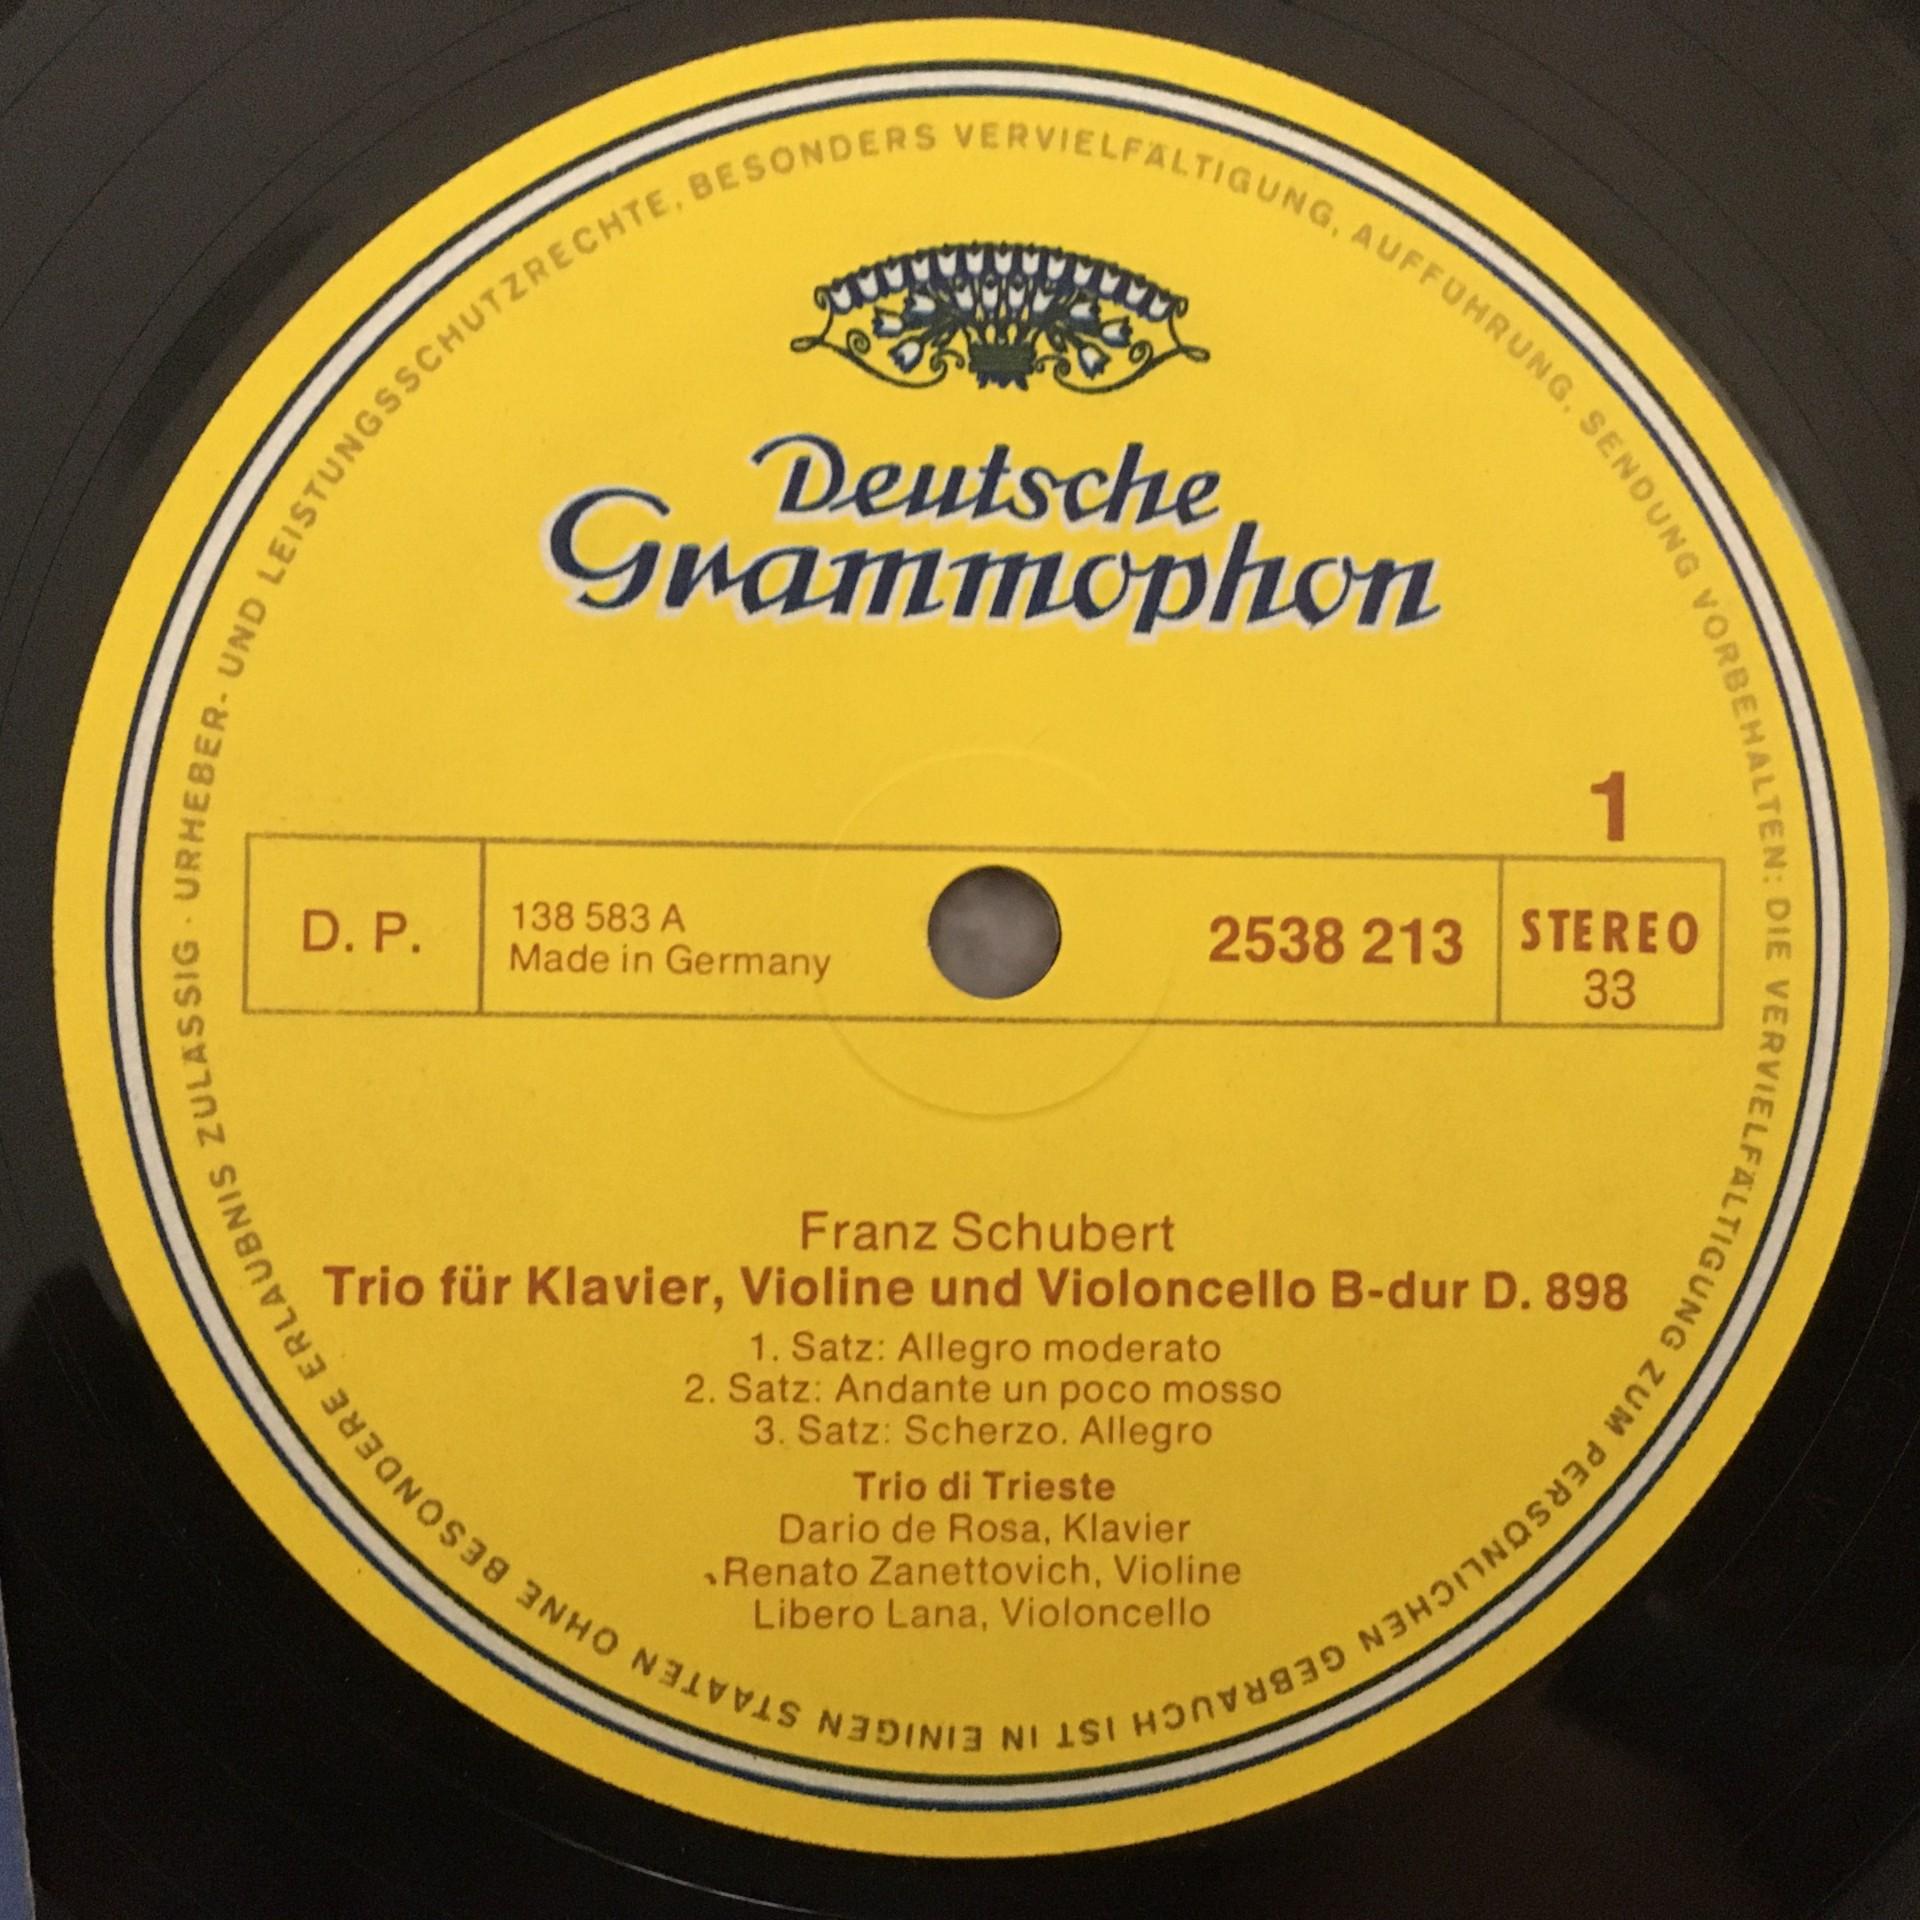 URHEBER- UND LEISTUNGSSCHUTZRECHTE, BESONDERS VERVIELFÄLTIGUNG, AUFFÜHRUNG, SENDUNG VORBEHALTEN: DIE VERVIELFÄLTIGUNG ZUM PERSÖNLICHEN GEBRAUCH IST IN EINIGEN STAATEN OHNE BESONDERE ERLAUBNIS ZULÄSSIG ·
Deutsche
Grammophon
1
D. P.
138 583 A
Made in Germany
2538 213
STEREO
33
Franz Schubert
Trio für Klavier, Violine und Violoncello B-dur D. 898
1. Satz: Allegro moderato
2. Satz: Andante un poco mosso
3. Satz: Scherzo. Allegro
Trio di Trieste
Dario de Rosa, Klavier
Renato Zanettovich, Violine
Libero Lana, Violoncello